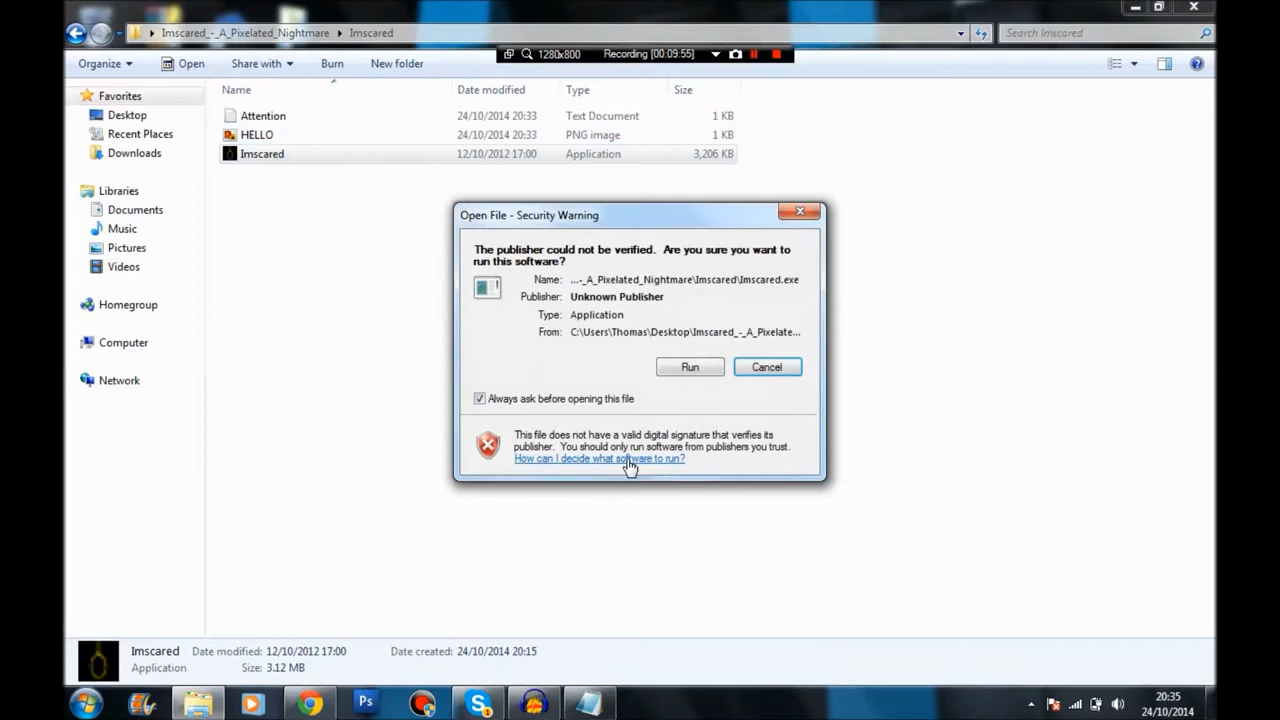 Imscared_-_A_Pixelated_Nightmare Imscared Search Imscared
1280x800 Recording [00:09:55]
Organize Open Share with Burn New folder
Favorites
Desktop
Recent Places
Downloads
Libraries
Documents
Music
Pictures
Videos
Homegroup
Computer
Network
Name Date modified Type Size
Attention 24/10/2014 20:33 Text Document 1 KB
HELLO 24/10/2014 20:33 PNG image 1 KB
Imscared 12/10/2012 17:00 Application 3,206 KB
Open File - Security Warning
The publisher could not be verified. Are you sure you want to
run this software?
Name: ...-_A_Pixelated_Nightmare\Imscared\Imscared.exe
Publisher: Unknown Publisher
Type: Application
From: C:\Users\Thomas\Desktop\Imscared_-_A_Pixelate...
Run Cancel
Always ask before opening this file
This file does not have a valid digital signature that verifies its
publisher. You should only run software from publishers you trust.
How can I decide what software to run?
Imscared Date modified: 12/10/2012 17:00 Date created: 24/10/2014 20:15
Application Size: 3.12 MB
Ps
20:35
24/10/2014